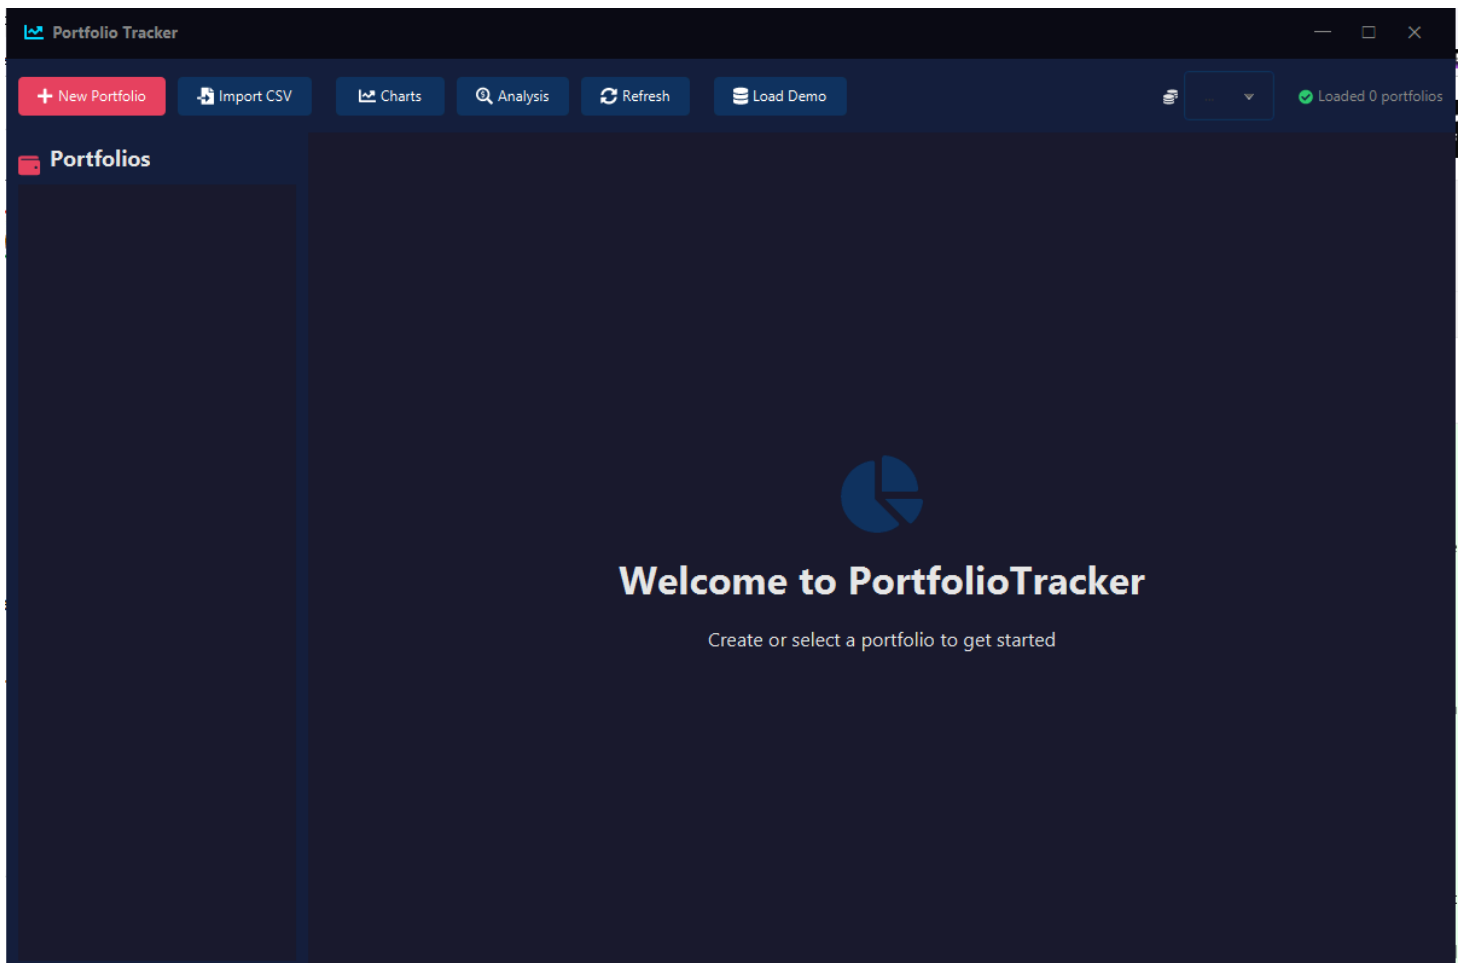 Portfolio Tracker
New Portfolio Import CSV Charts Analysis Refresh Load Demo ... Loaded 0 portfolios
Portfolios
Welcome to PortfolioTracker
Create or select a portfolio to get started